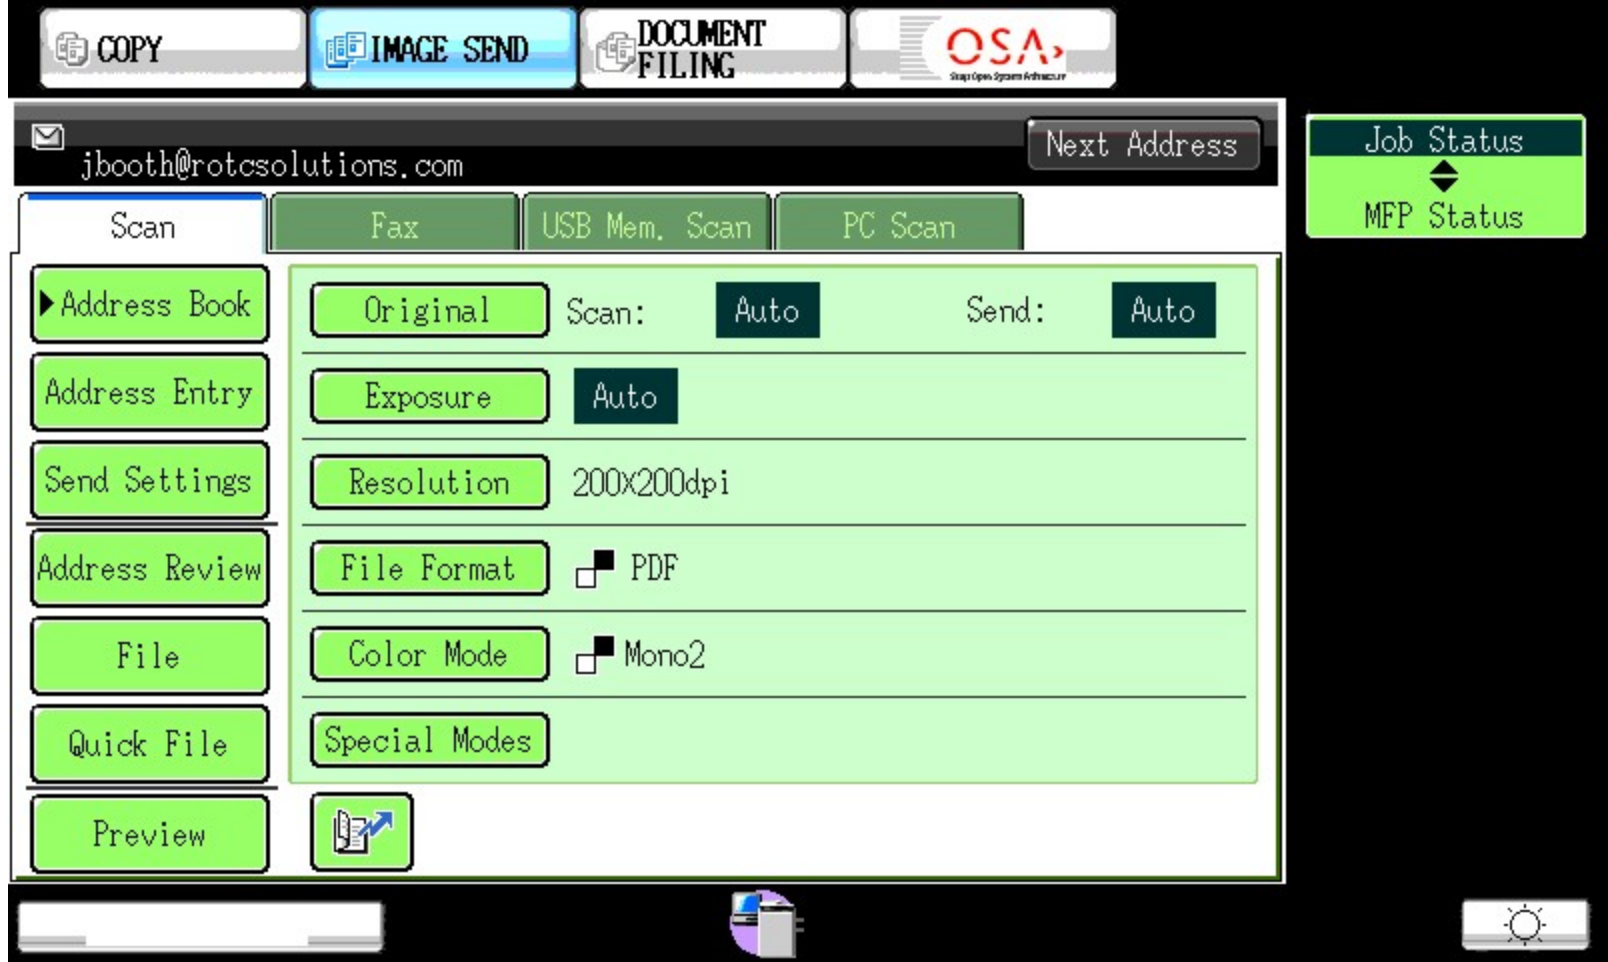 COPY
IMAGE SEND
DOCUMENT
FILING
OSA
Next Address
jbooth@rotcsolutions.com
Job Status
MFP Status
Scan
Fax
USB Mem. Scan
PC Scan
Address Book
Address Entry
Send Settings
Address Review
File
Quick File
Preview
Original
Scan:
Auto
Send:
Auto
Exposure
Auto
Resolution
200X200dpi
File Format
PDF
Color Mode
Mono2
Special Modes